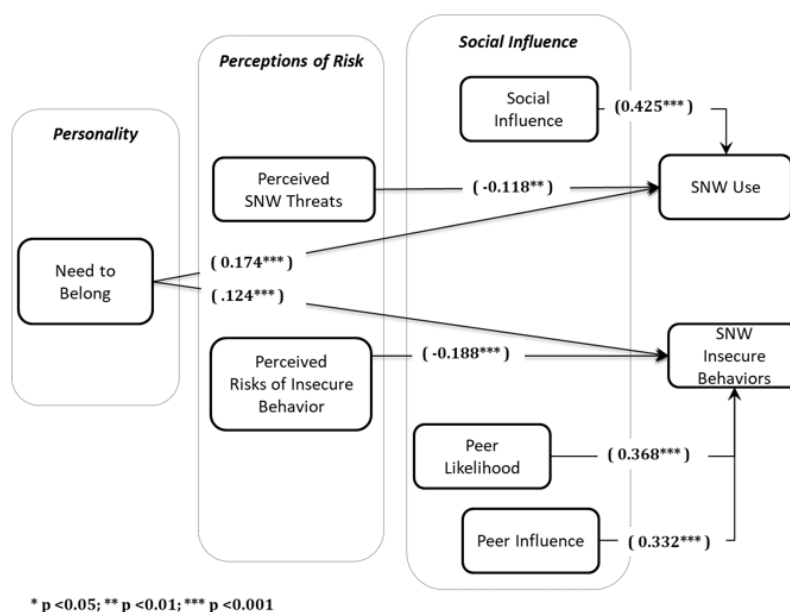 Personality
Need to
Belong
Perceptions of Risk
Perceived
SNW Threats
( 0.174*** )
( .124*** )
Perceived
Risks of Insecure
Behavior
Social Influence
Social
Influence
(0.425*** )
( -0.118** )
SNW Use
( -0.188*** )
SNW
Insecure
Behaviors
Peer
Likelihood
( 0.368*** )
Peer Influence
( 0.332*** )
* p <0.05; ** p <0.01; *** p <0.001